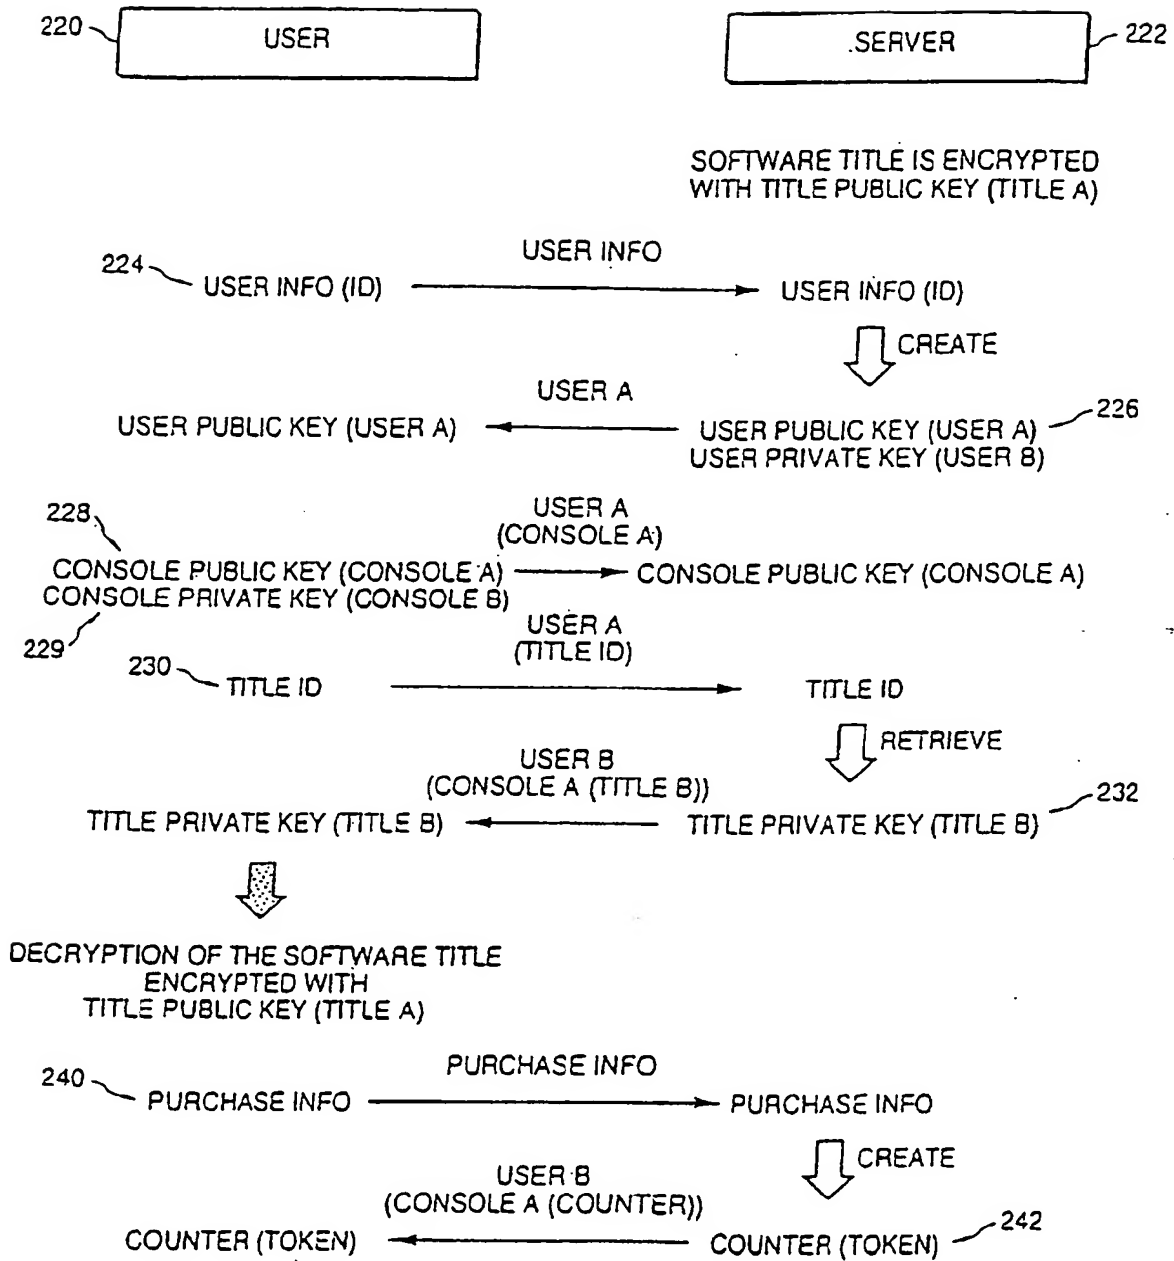 220
USER
.SERVER
222
SOFTWARE TITLE IS ENCRYPTED
WITH TITLE PUBLIC KEY (TITLE A)
224
USER INFO (ID)
USER INFO
USER INFO (ID)
CREATE
USER A
USER PUBLIC KEY (USER A)
USER PUBLIC KEY (USER A)
USER PRIVATE KEY (USER B)
226
228
USER A
(CONSOLE A)
CONSOLE PUBLIC KEY (CONSOLE A)
CONSOLE PRIVATE KEY (CONSOLE B)
CONSOLE PUBLIC KEY (CONSOLE A)
229
USER A
(TITLE ID)
230
TITLE ID
TITLE ID
RETRIEVE
USER B
(CONSOLE A (TITLE B))
232
TITLE PRIVATE KEY (TITLE B)
TITLE PRIVATE KEY (TITLE B)
DECRYPTION OF THE SOFTWARE TITLE
ENCRYPTED WITH
TITLE PUBLIC KEY (TITLE A)
240
PURCHASE INFO
PURCHASE INFO
PURCHASE INFO
CREATE
USER B
(CONSOLE A (COUNTER))
COUNTER (TOKEN)
COUNTER (TOKEN)
242